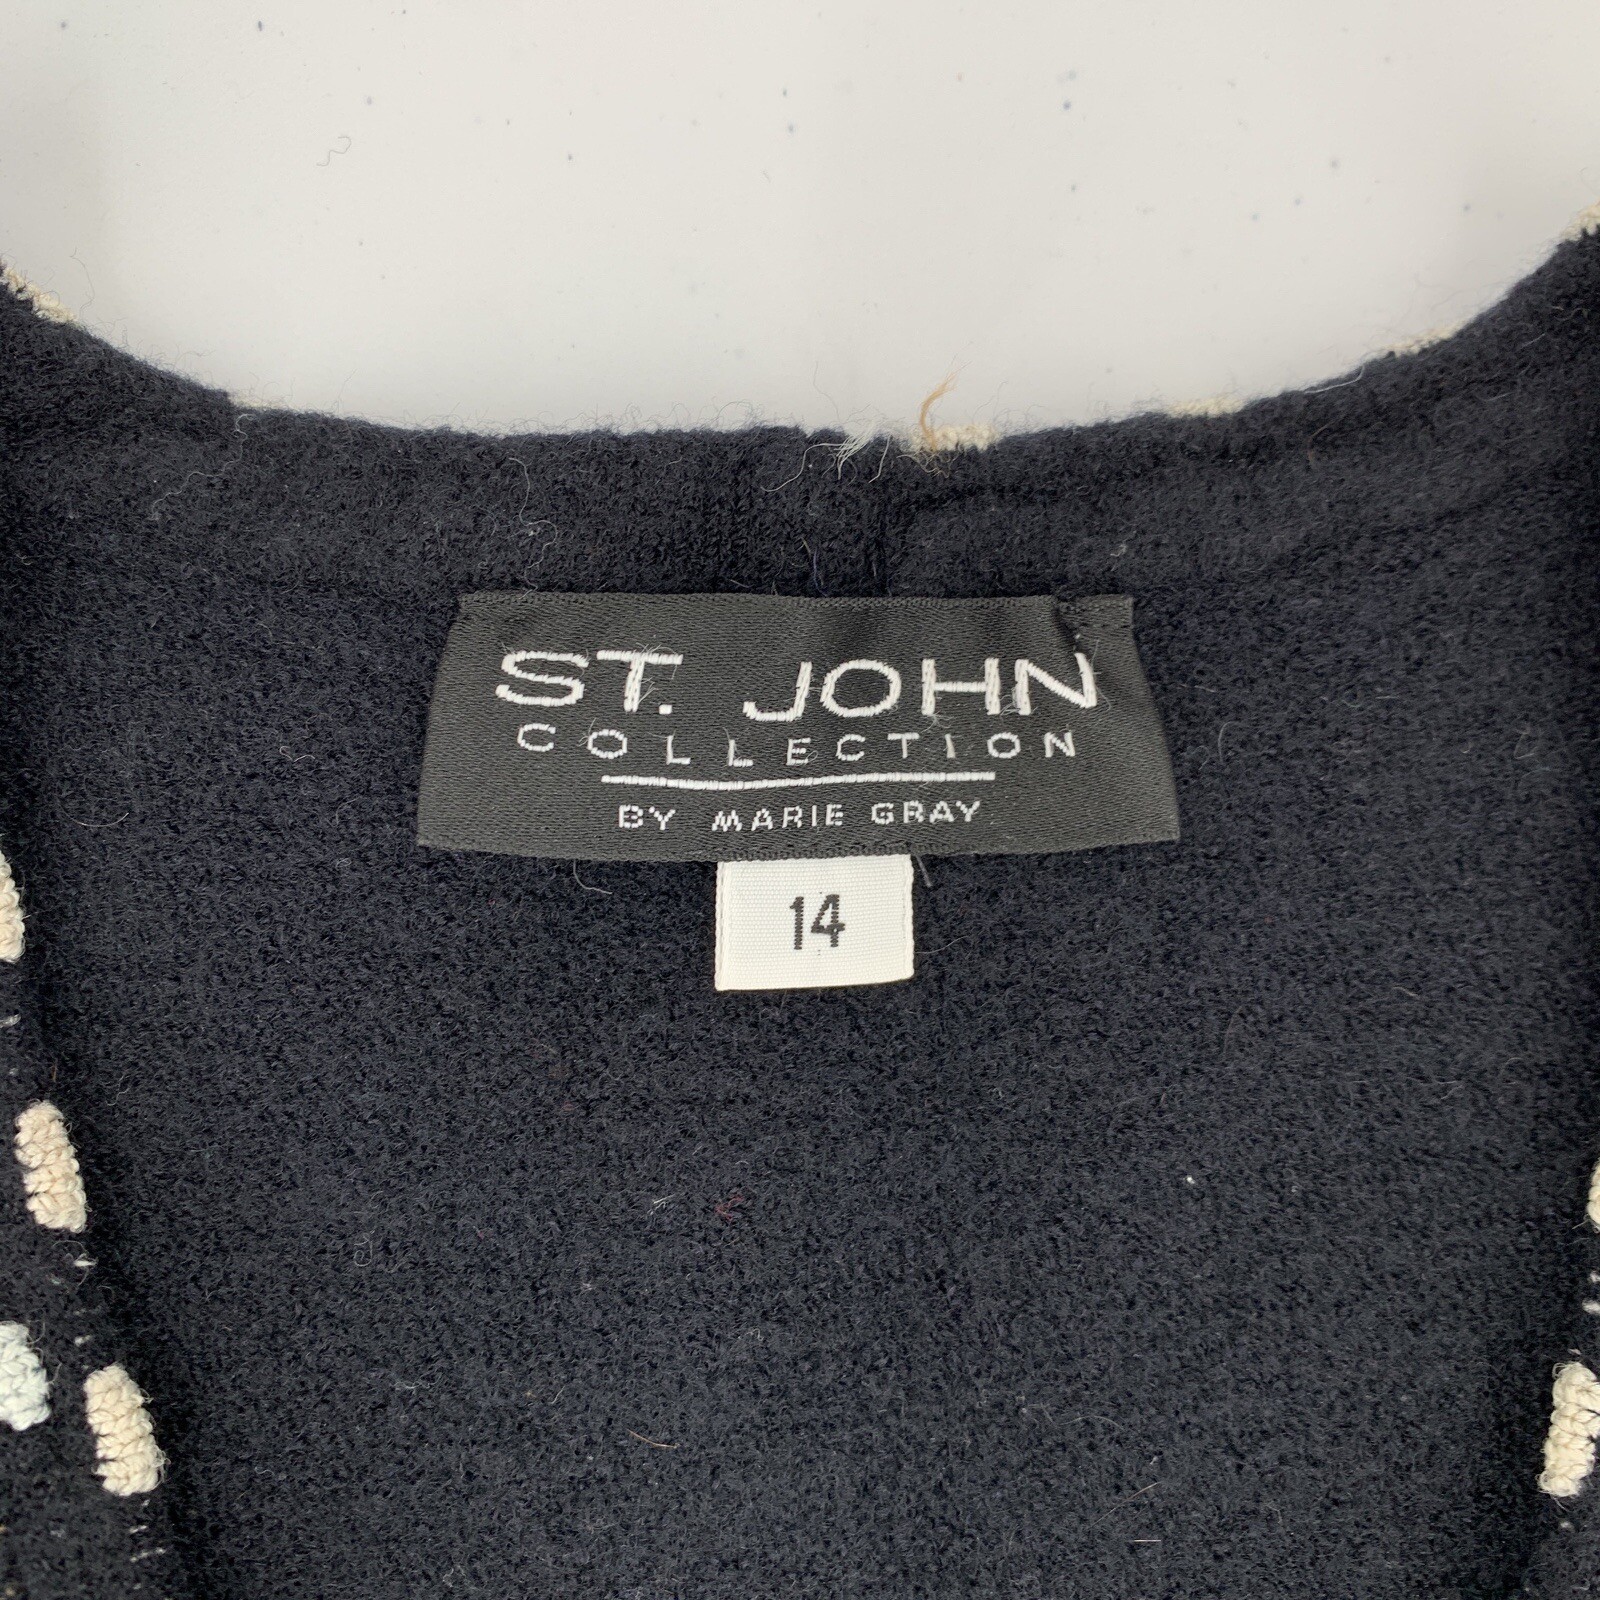 ST. JOHN
COLLECTION
BY MARIE GRAY
14